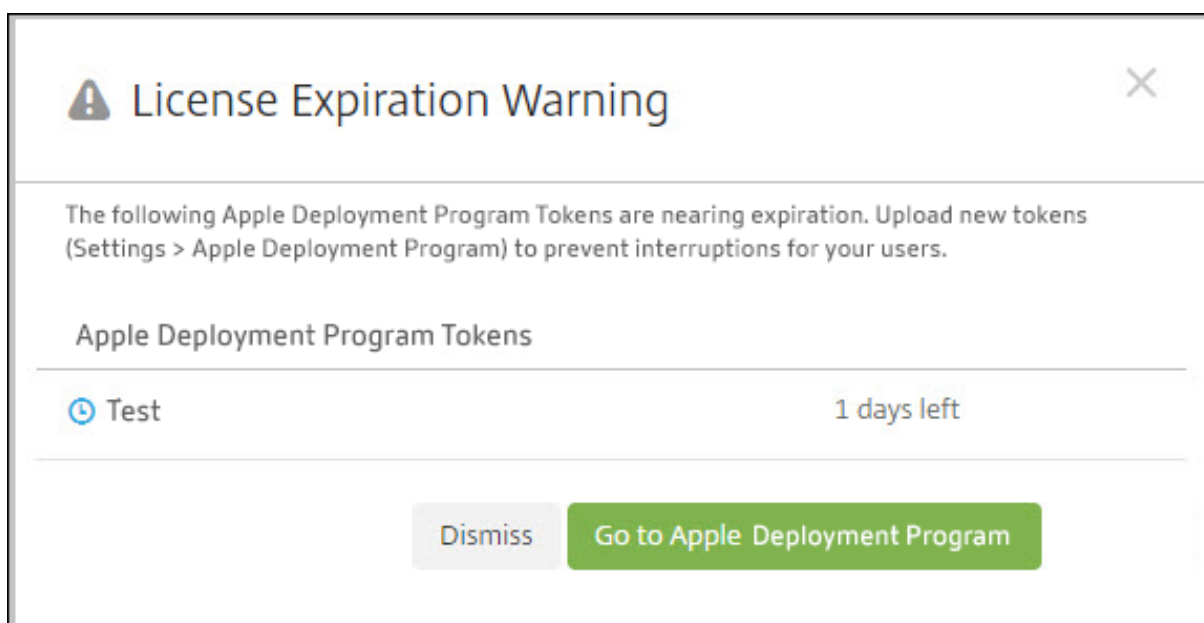 License Expiration Warning
The following Apple Deployment Program Tokens are nearing expiration. Upload new tokens
(Settings > Apple Deployment Program) to prevent interruptions for your users.
Apple Deployment Program Tokens
Test 1 days left
Dismiss Go to Apple Deployment Program